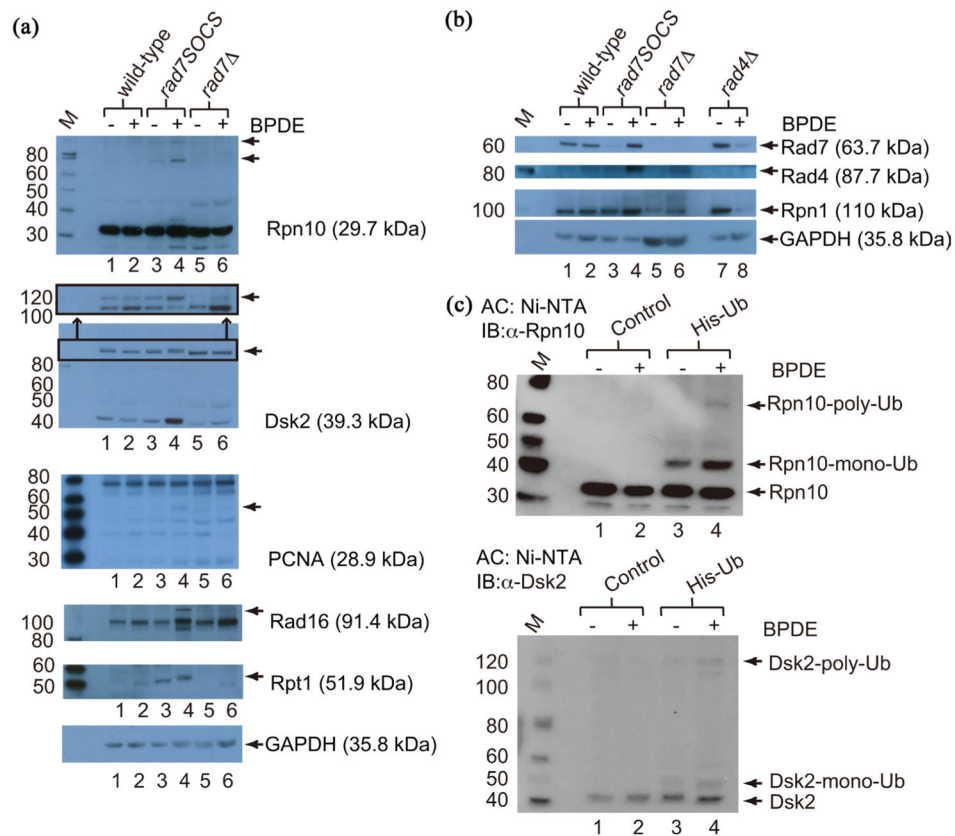 (a)
wild-type
rad7SOCS
rad7Δ
M
- + - + - + BPDE
80
60
50
40
30
Rpn10 (29.7 kDa)
1 2 3 4 5 6
120
100
80
60
50
40
Dsk2 (39.3 kDa)
1 2 3 4 5 6
80
60
50
40
30
PCNA (28.9 kDa)
1 2 3 4 5 6
100
80
Rad16 (91.4 kDa)
60
50
Rpt1 (51.9 kDa)
1 2 3 4 5 6
GAPDH (35.8 kDa)
1 2 3 4 5 6
(b)
wild-type
rad7SOCS
rad7Δ
rad4Δ
M
- + - + - + - +
BPDE
60 Rad7 (63.7 kDa)
80 Rad4 (87.7 kDa)
100 Rpn1 (110 kDa)
GAPDH (35.8 kDa)
1 2 3 4 5 6 7 8
(c)
AC: Ni-NTA
IB:α-Rpn10
Control
His-Ub
M
- + - + BPDE
80
60
50
40
30
Rpn10-poly-Ub
Rpn10-mono-Ub
Rpn10
1 2 3 4
AC: Ni-NTA
IB:α-Dsk2
Control
His-Ub
M
- + - + BPDE
120
100
80
60
50
40
Dsk2-poly-Ub
Dsk2-mono-Ub
Dsk2
1 2 3 4